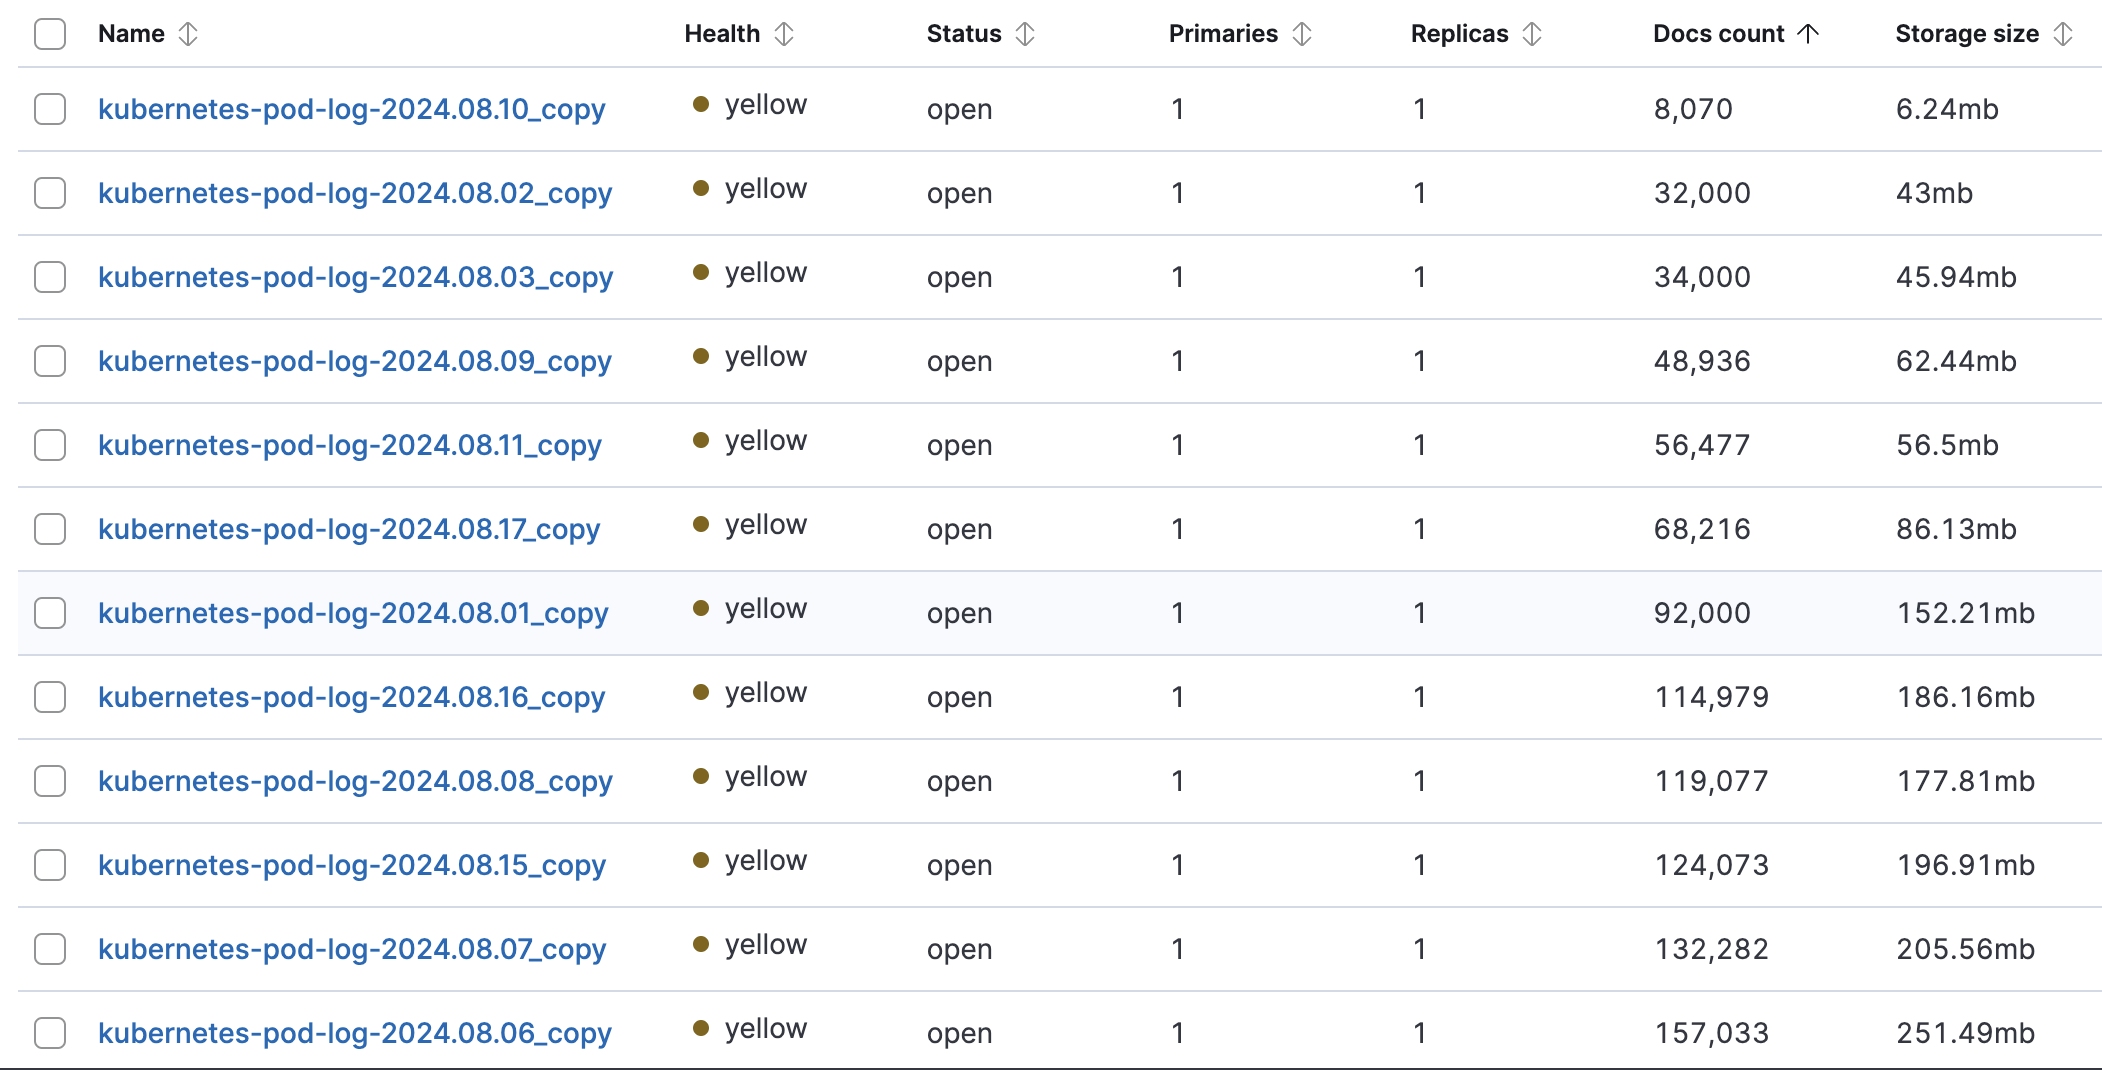 Name Health Status Primaries Replicas Docs count Storage size
kubernetes-pod-log-2024.08.10_copy yellow open 1 1 8,070 6.24mb
kubernetes-pod-log-2024.08.02_copy yellow open 1 1 32,000 43mb
kubernetes-pod-log-2024.08.03_copy yellow open 1 1 34,000 45.94mb
kubernetes-pod-log-2024.08.09_copy yellow open 1 1 48,936 62.44mb
kubernetes-pod-log-2024.08.11_copy yellow open 1 1 56,477 56.5mb
kubernetes-pod-log-2024.08.17_copy yellow open 1 1 68,216 86.13mb
kubernetes-pod-log-2024.08.01_copy yellow open 1 1 92,000 152.21mb
kubernetes-pod-log-2024.08.16_copy yellow open 1 1 114,979 186.16mb
kubernetes-pod-log-2024.08.08_copy yellow open 1 1 119,077 177.81mb
kubernetes-pod-log-2024.08.15_copy yellow open 1 1 124,073 196.91mb
kubernetes-pod-log-2024.08.07_copy yellow open 1 1 132,282 205.56mb
kubernetes-pod-log-2024.08.06_copy yellow open 1 1 157,033 251.49mb